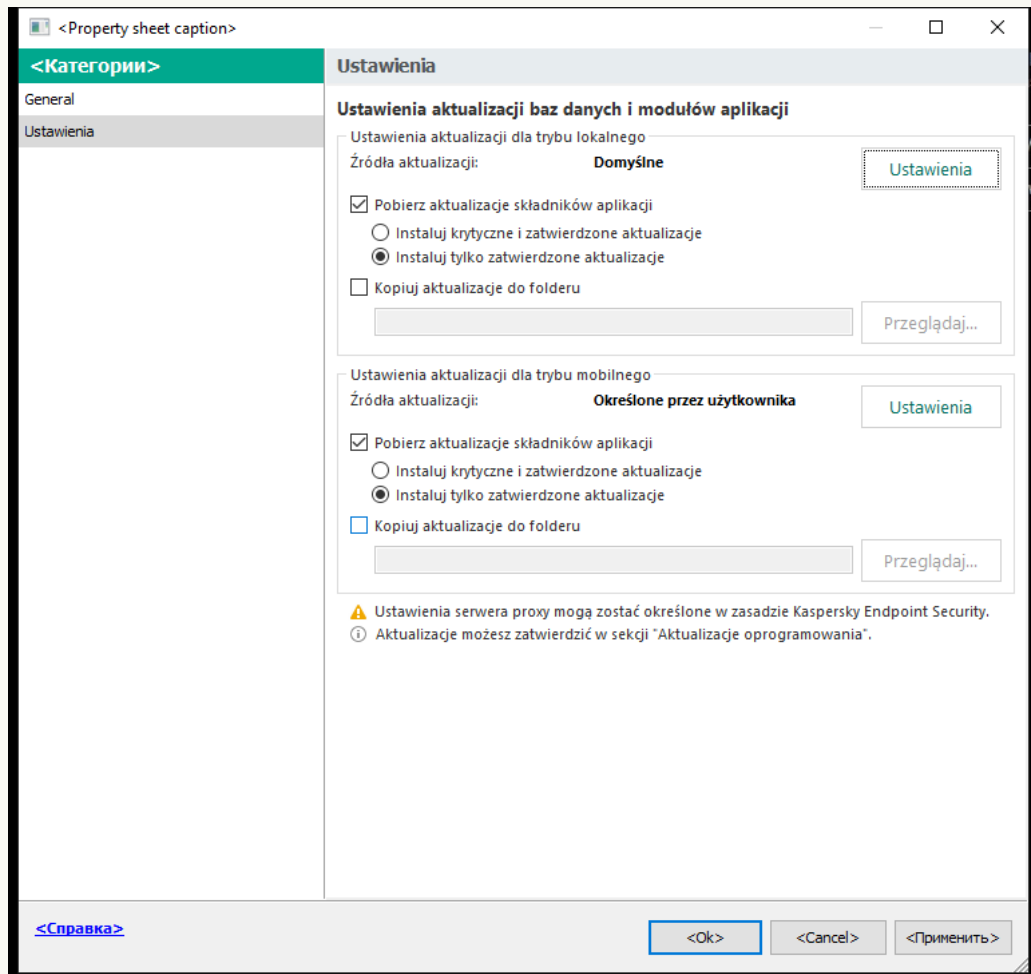 <Property sheet caption>
<Категории>
General
Ustawienia
Ustawienia
Ustawienia aktualizacji baz danych i modułów aplikacji
Ustawienia aktualizacji dla trybu lokalnego
Źródła aktualizacji: Domyślne Ustawienia
Pobierz aktualizacje składników aplikacji
Instaluj krytyczne i zatwierdzone aktualizacje
Instaluj tylko zatwierdzone aktualizacje
Kopiuj aktualizacje do folderu
Przeglądaj...
Ustawienia aktualizacji dla trybu mobilnego
Źródła aktualizacji: Określone przez użytkownika Ustawienia
Pobierz aktualizacje składników aplikacji
Instaluj krytyczne i zatwierdzone aktualizacje
Instaluj tylko zatwierdzone aktualizacje
Kopiuj aktualizacje do folderu
Przeglądaj...
Ustawienia serwera proxy mogą zostać określone w zasadzie Kaspersky Endpoint Security.
Aktualizacje możesz zatwierdzić w sekcji "Aktualizacje oprogramowania".
<Справка>
<Ok> <Cancel> <Применить>